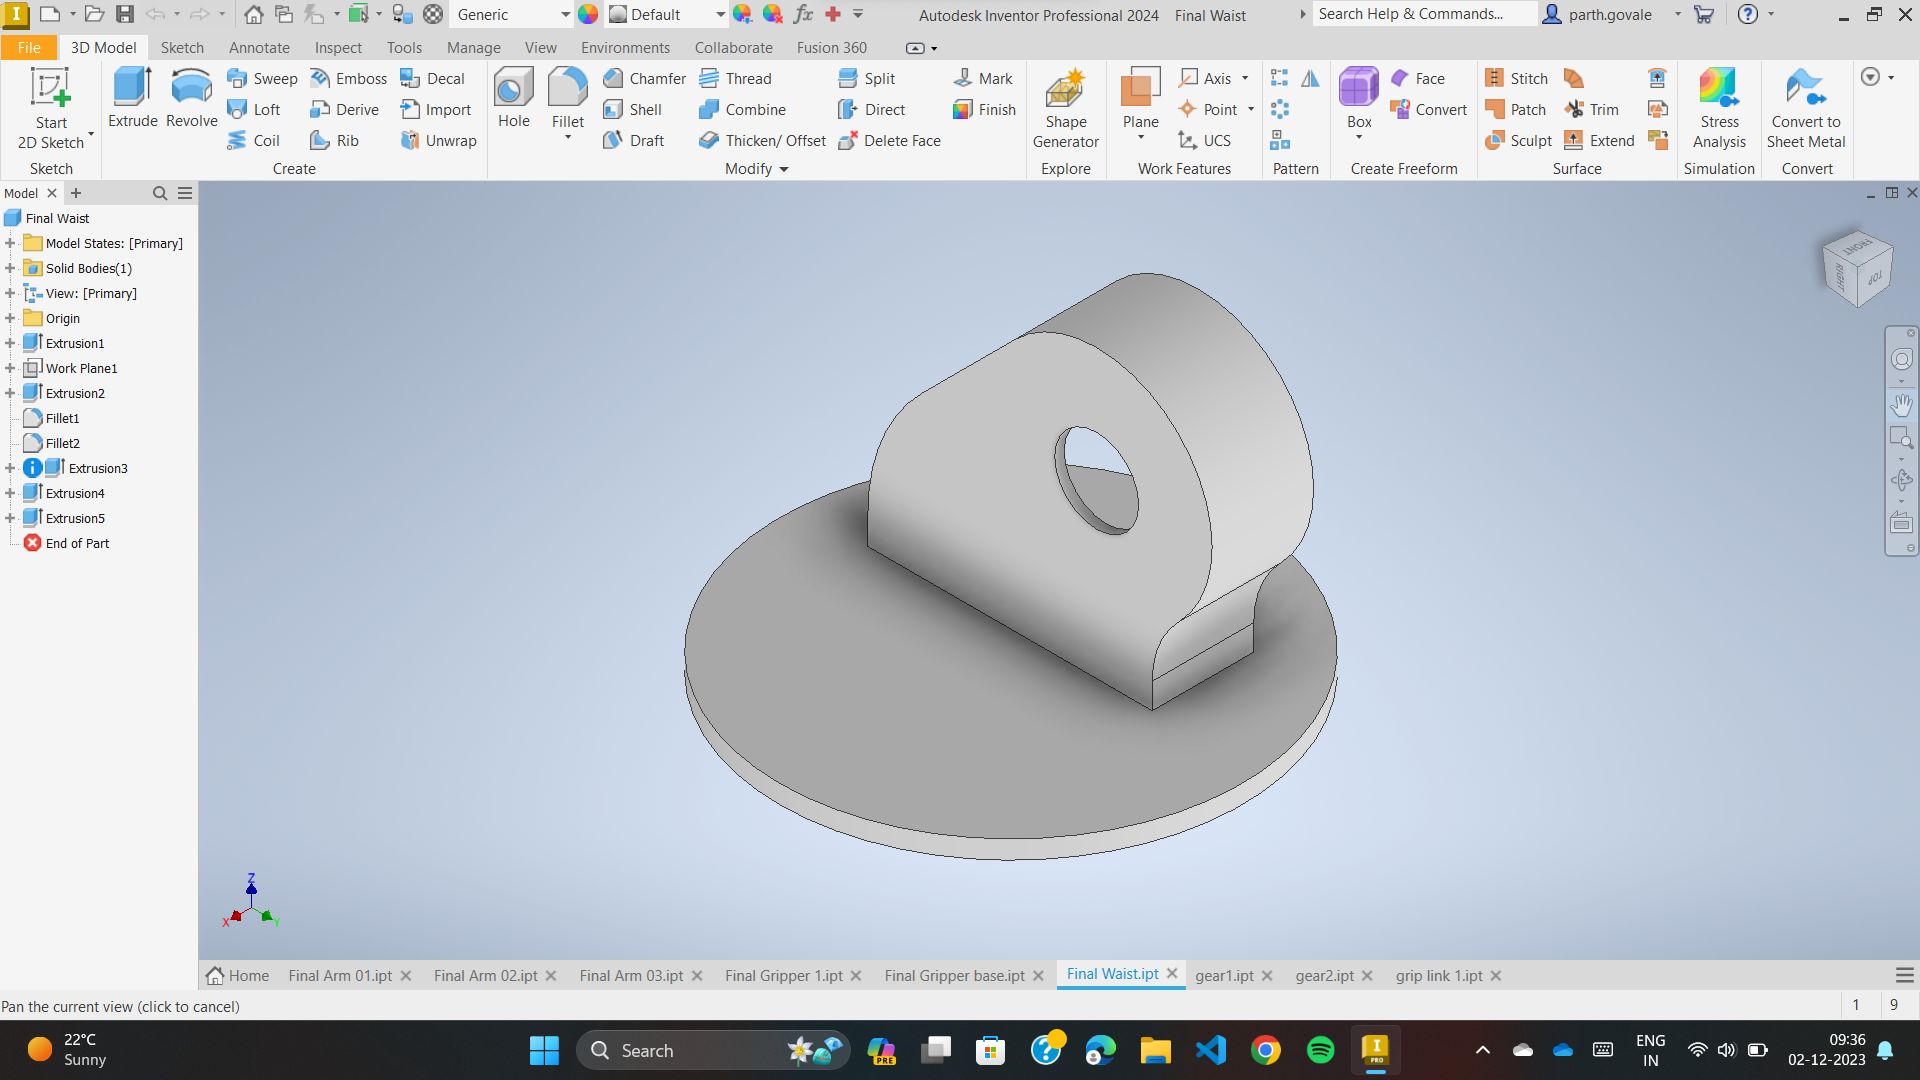 Generic
Default
Autodesk Inventor Professional 2024 Final Waist
Search Help & Commands...
parth.govale
File 3D Model Sketch Annotate Inspect Tools Manage View Environments Collaborate Fusion 360
Start
2D Sketch
Sketch
Extrude
Revolve
Sweep
Loft
Coil
Emboss
Derive
Rib
Decal
Import
Unwrap
Create
Hole
Fillet
Chamfer
Shell
Draft
Thread
Combine
Thicken/ Offset
Split
Direct
Delete Face
Mark
Finish
Modify
Shape
Generator
Explore
Plane
Axis
Point
UCS
Work Features
Pattern
Box
Face
Convert
Create Freeform
Stitch
Patch
Sculpt
Trim
Extend
Surface
Stress
Analysis
Simulation
Convert to
Sheet Metal
Convert
Model
Final Waist
Model States: [Primary]
Solid Bodies(1)
View: [Primary]
Origin
Extrusion1
Work Plane1
Extrusion2
Fillet1
Fillet2
Extrusion3
Extrusion4
Extrusion5
End of Part
FRONT
RIGHT
TOP
Z
X
Y
Home Final Arm 01.ipt Final Arm 02.ipt Final Arm 03.ipt Final Gripper 1.ipt Final Gripper base.ipt Final Waist.ipt gear1.ipt gear2.ipt grip link 1.ipt
Pan the current view (click to cancel)
1 9
22°C
Sunny
Search
PRE
PRO
ENG
IN
09:36
02-12-2023